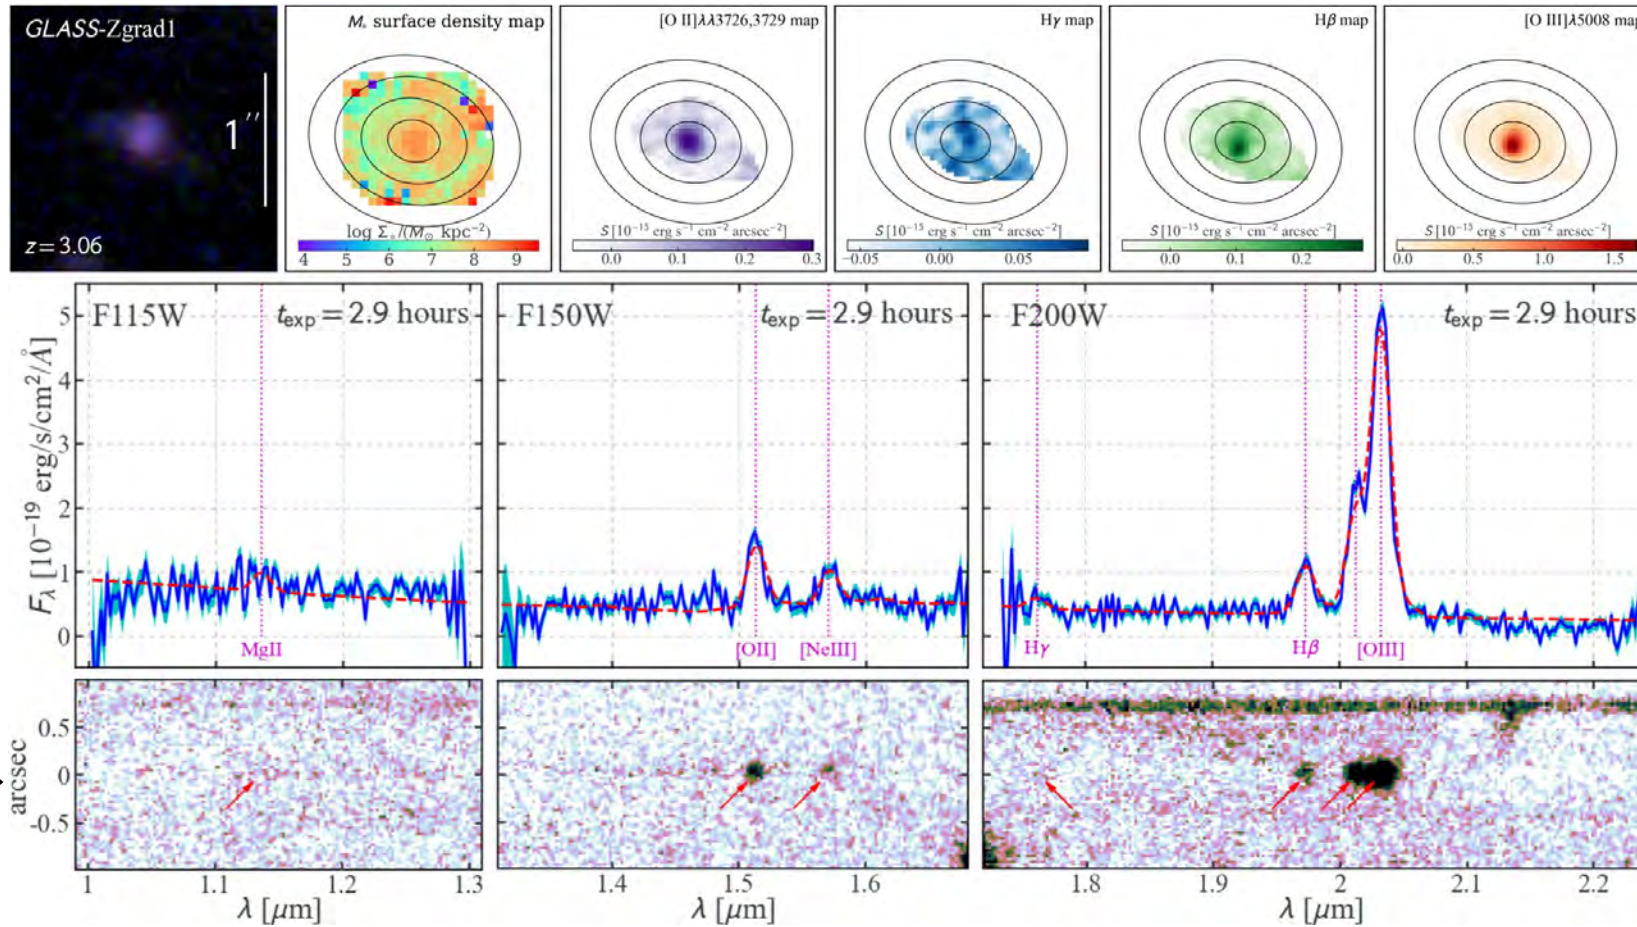 GLASS-Zgrad1
1″
z = 3.06
M* surface density map
log Σ*/(M⊙ kpc⁻²)
4 5 6 7 8 9
[O II]λλ3726,3729 map
S [10⁻¹⁵ erg s⁻¹ cm⁻² arcsec⁻²]
0.0 0.1 0.2 0.3
Hγ map
S [10⁻¹⁵ erg s⁻¹ cm⁻² arcsec⁻²]
−0.05 0.00 0.05
Hβ map
S [10⁻¹⁵ erg s⁻¹ cm⁻² arcsec⁻²]
0.0 0.1 0.2
[O III]λ5008 map
S [10⁻¹⁵ erg s⁻¹ cm⁻² arcsec⁻²]
0.0 0.5 1.0 1.5
F_λ [10⁻¹⁹ erg/s/cm²/Å]
5
4
3
2
1
0
F115W t_exp = 2.9 hours
MgII
F150W t_exp = 2.9 hours
[OII] [NeIII]
F200W t_exp = 2.9 hours
Hγ Hβ [OIII]
arcsec
0.5
0
-0.5
1 1.1 1.2 1.3
λ [μm]
1.4 1.5 1.6
λ [μm]
1.8 1.9 2 2.1 2.2
λ [μm]